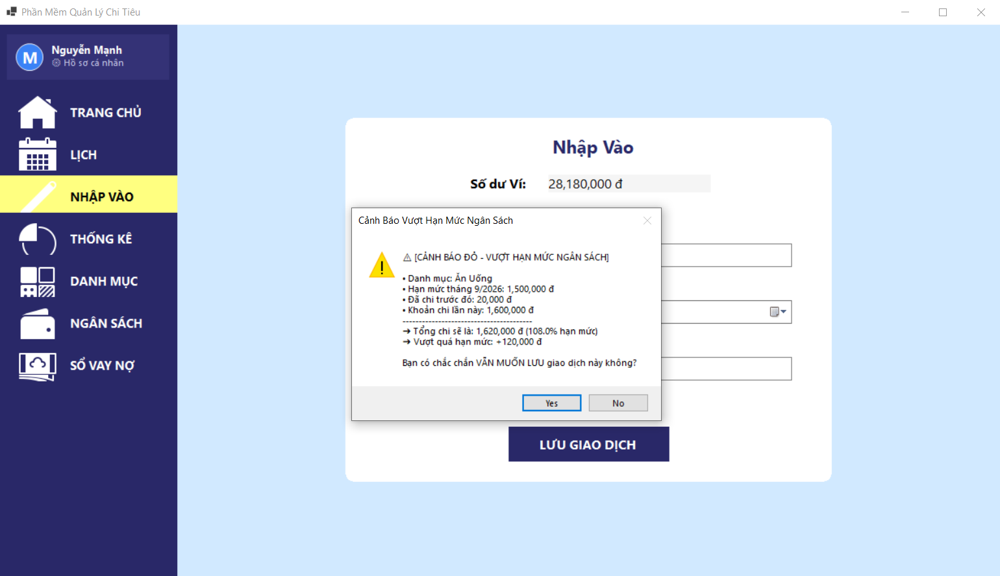 Phần Mềm Quản Lý Chi Tiêu
M
Nguyễn Mạnh
Hồ sơ cá nhân
TRANG CHỦ
LỊCH
NHẬP VÀO
THỐNG KÊ
DANH MỤC
NGÂN SÁCH
SỔ VAY NỢ
Nhập Vào
Số dư Ví: 28,180,000 đ
Cảnh Báo Vượt Hạn Mức Ngân Sách
⚠ [CẢNH BÁO ĐỎ - VƯỢT HẠN MỨC NGÂN SÁCH]
• Danh mục: Ăn Uống
• Hạn mức tháng 9/2026: 1,500,000 đ
• Đã chi trước đó: 20,000 đ
• Khoản chi lần này: 1,600,000 đ
----------------------------------------
➔ Tổng chi sẽ là: 1,620,000 đ (108.0% hạn mức)
➔ Vượt quá hạn mức: +120,000 đ
Bạn có chắc chắn VẪN MUỐN LƯU giao dịch này không?
Yes
No
LƯU GIAO DỊCH